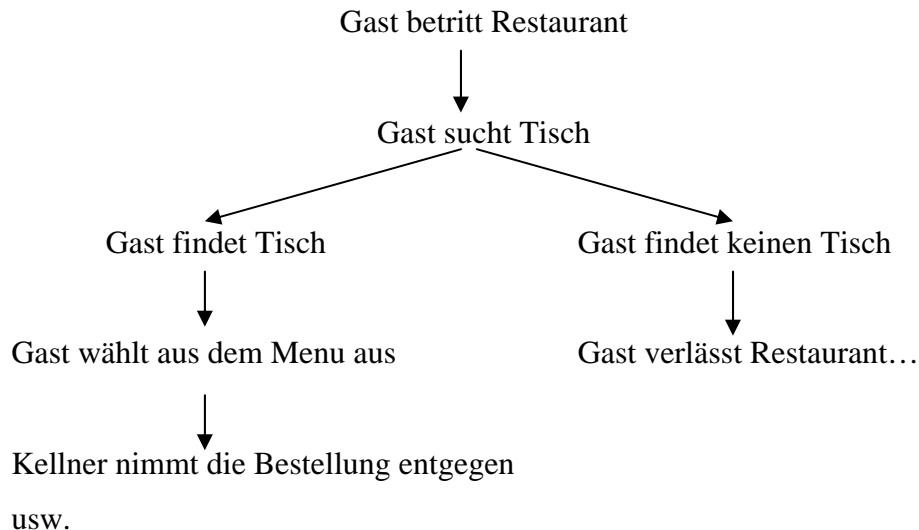 Gast betritt Restaurant
Gast sucht Tisch
Gast findet Tisch
Gast findet keinen Tisch
Gast wählt aus dem Menu aus
Gast verlässt Restaurant…
Kellner nimmt die Bestellung entgegen
usw.